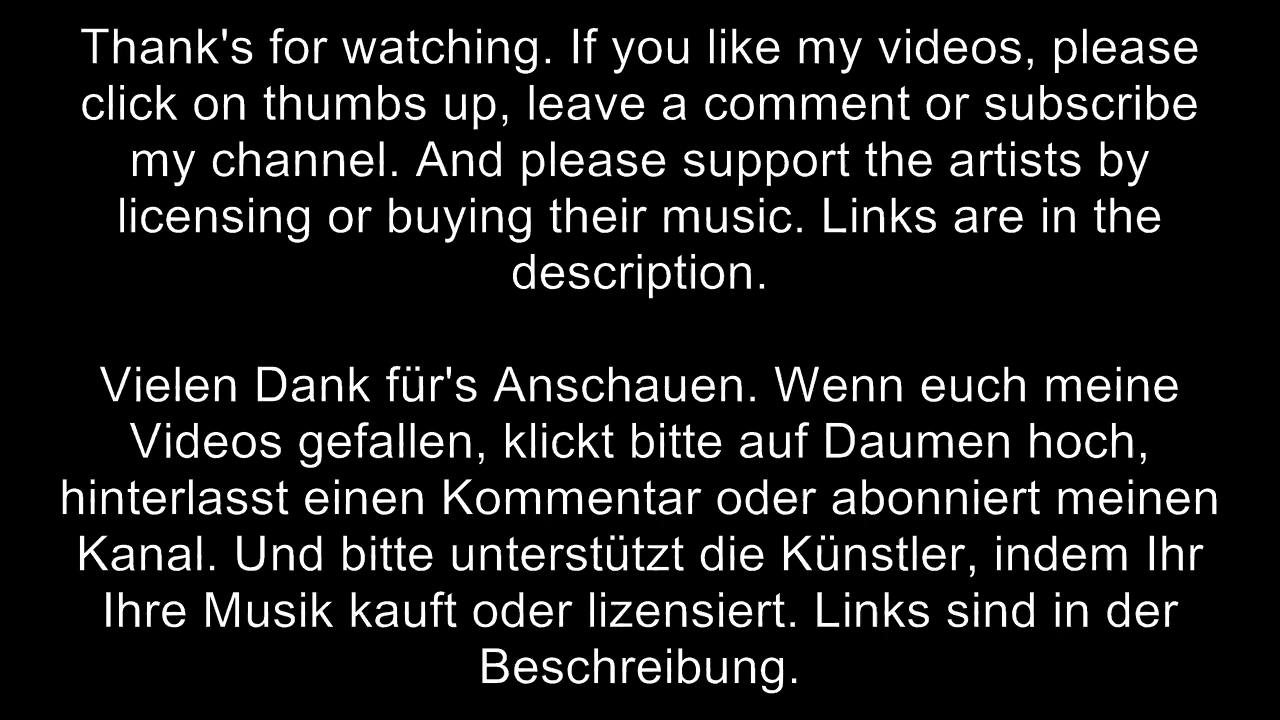 Thank's for watching. If you like my videos, please
click on thumbs up, leave a comment or subscribe
my channel. And please support the artists by
licensing or buying their music. Links are in the
description.
Vielen Dank für's Anschauen. Wenn euch meine
Videos gefallen, klickt bitte auf Daumen hoch,
hinterlasst einen Kommentar oder abonniert meinen
Kanal. Und bitte unterstützt die Künstler, indem Ihr
Ihre Musik kauft oder lizensiert. Links sind in der
Beschreibung.